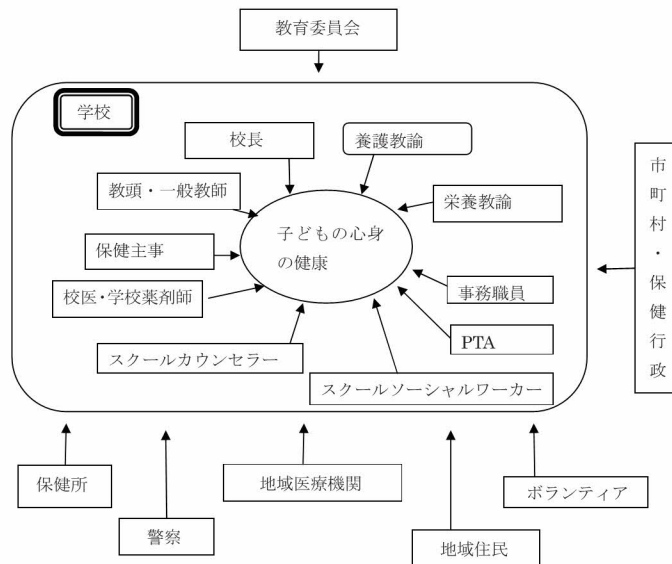 教育委員会
学校
校長
養護教諭
教頭・一般教師
栄養教諭
子どもの心身
の健康
保健主事
校医・学校薬剤師
事務職員
PTA
スクールカウンセラー
スクールソーシャルワーカー
市町村・保健行政
保健所
地域医療機関
ボランティア
警察
地域住民